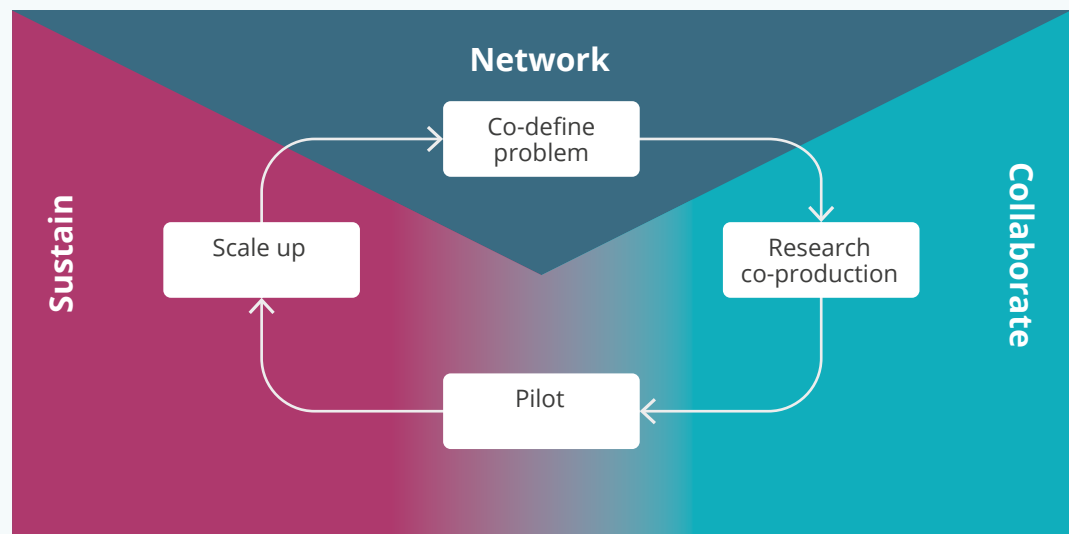 Network
Co-define
problem
Sustain
Scale up
Research
co-production
Collaborate
Pilot